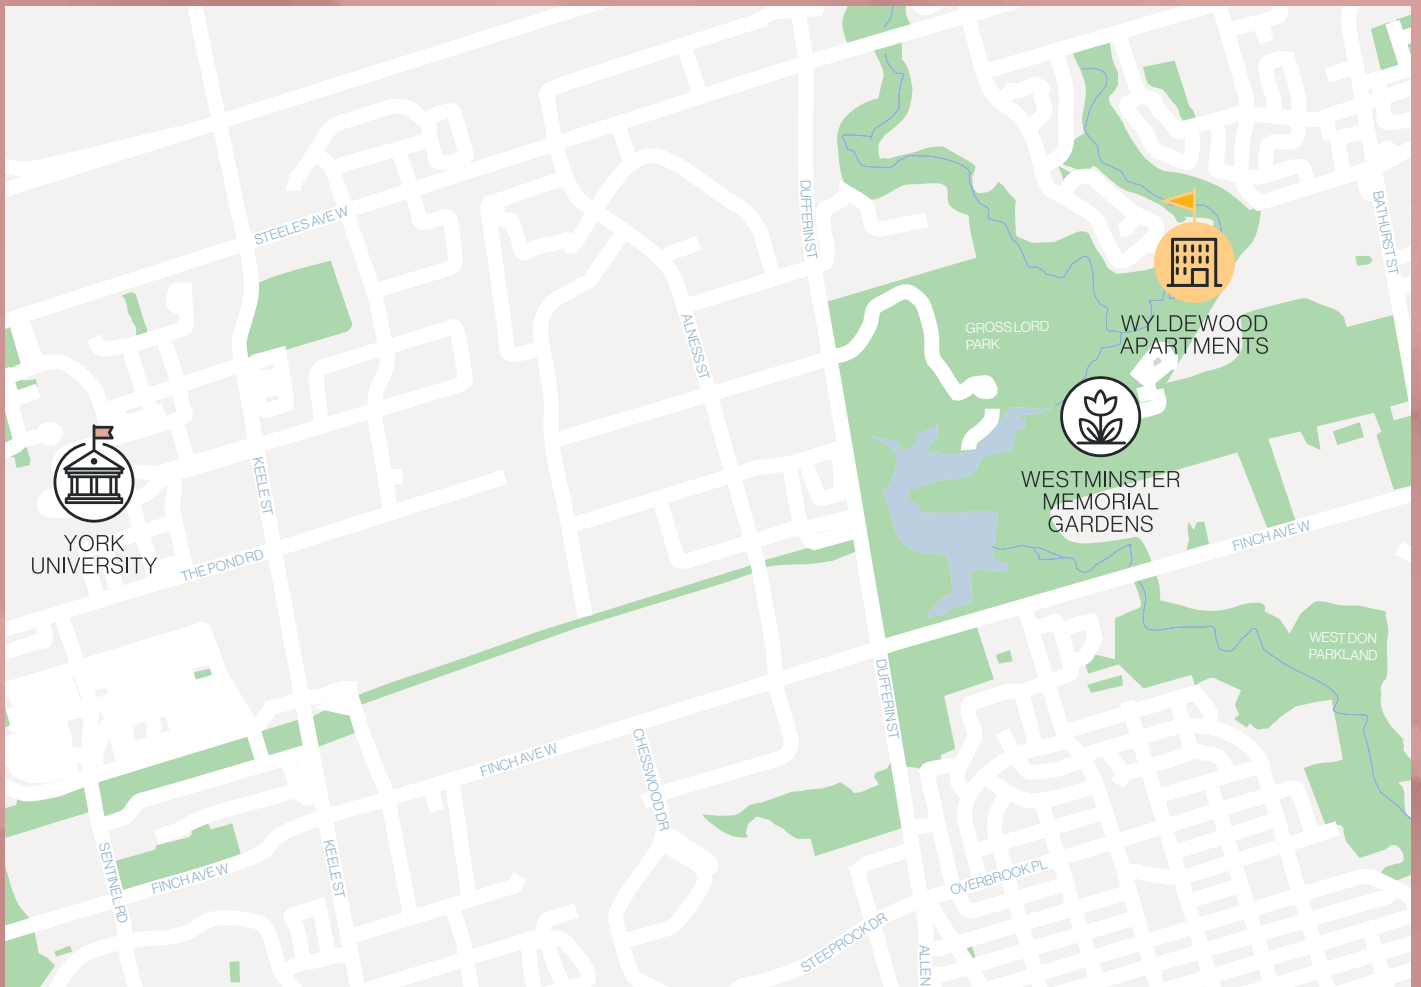 STEELES AVE W
DUFFERIN ST
BATHURST ST
GROSS LORD
PARK
WYLDEWOOD
APARTMENTS
ALNESS ST
KEELE ST
WESTMINSTER
MEMORIAL
GARDENS
YORK
UNIVERSITY
THE POND RD
FINCH AVE W
WEST DON
PARKLAND
DUFFERIN ST
FINCH AVE W
CHESSWOOD DR
SENTINEL RD
FINCH AVE W
KEELE ST
OVERBROOK PL
STEEPROCK DR
ALLEN